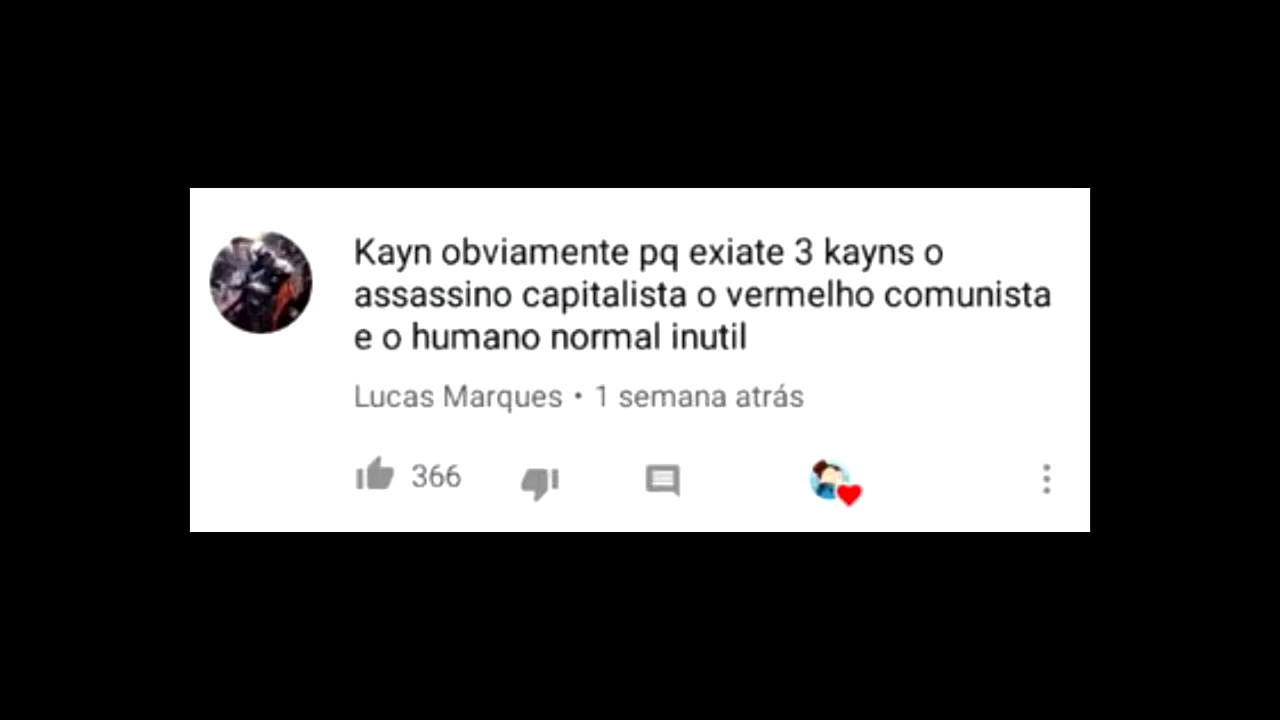 Kayn obviamente pq exiate 3 kayns o
assassino capitalista o vermelho comunista
e o humano normal inutil
Lucas Marques • 1 semana atrás
366